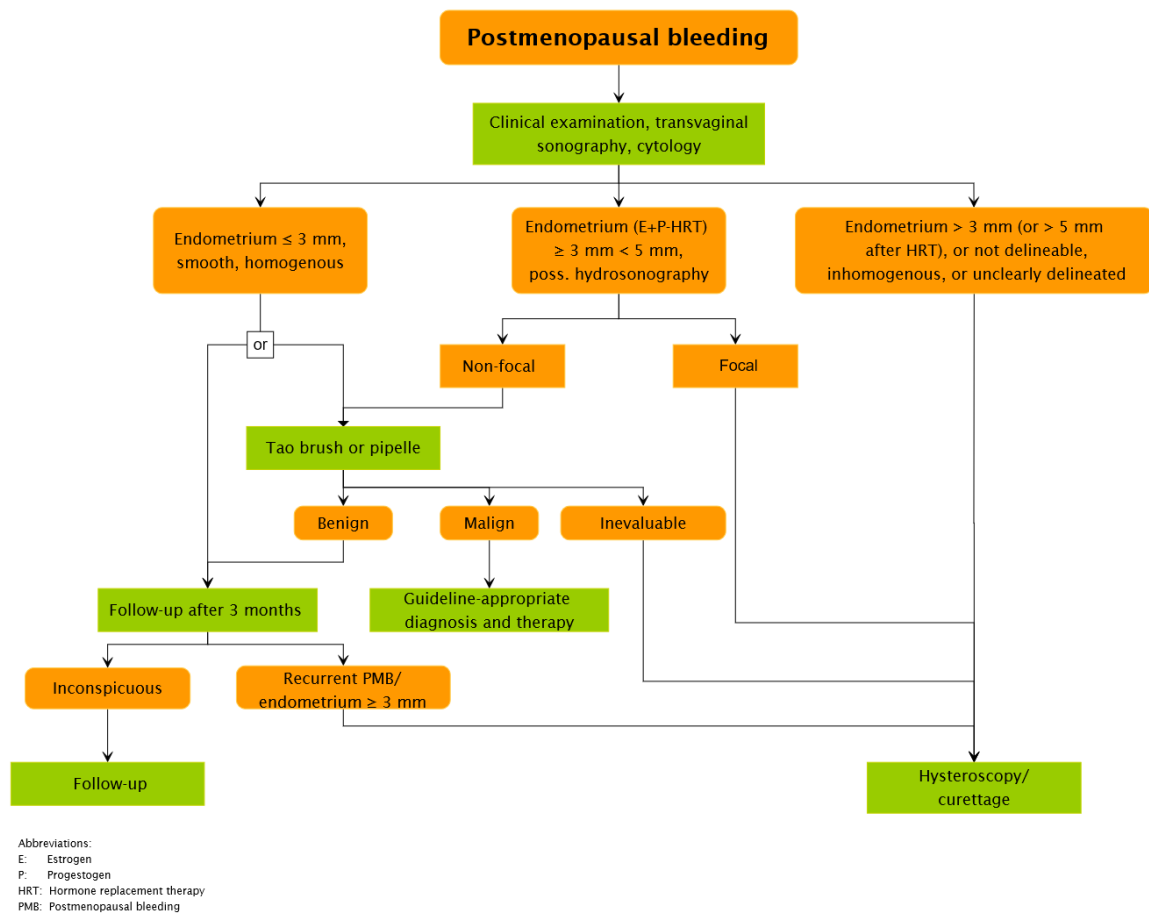 Postmenopausal bleeding
Clinical examination, transvaginal
sonography, cytology
Endometrium ≤ 3 mm,
smooth, homogenous
Endometrium (E+P-HRT)
≥ 3 mm < 5 mm,
poss. hydrosonography
Endometrium > 3 mm (or > 5 mm
after HRT), or not delineable,
inhomogenous, or unclearly delineated
or
Non-focal
Focal
Tao brush or pipelle
Benign
Malign
Inevaluable
Follow-up after 3 months
Guideline-appropriate
diagnosis and therapy
Inconspicuous
Recurrent PMB/
endometrium ≥ 3 mm
Follow-up
Hysteroscopy/
curettage
Abbreviations:
E: Estrogen
P: Progestogen
HRT: Hormone replacement therapy
PMB: Postmenopausal bleeding